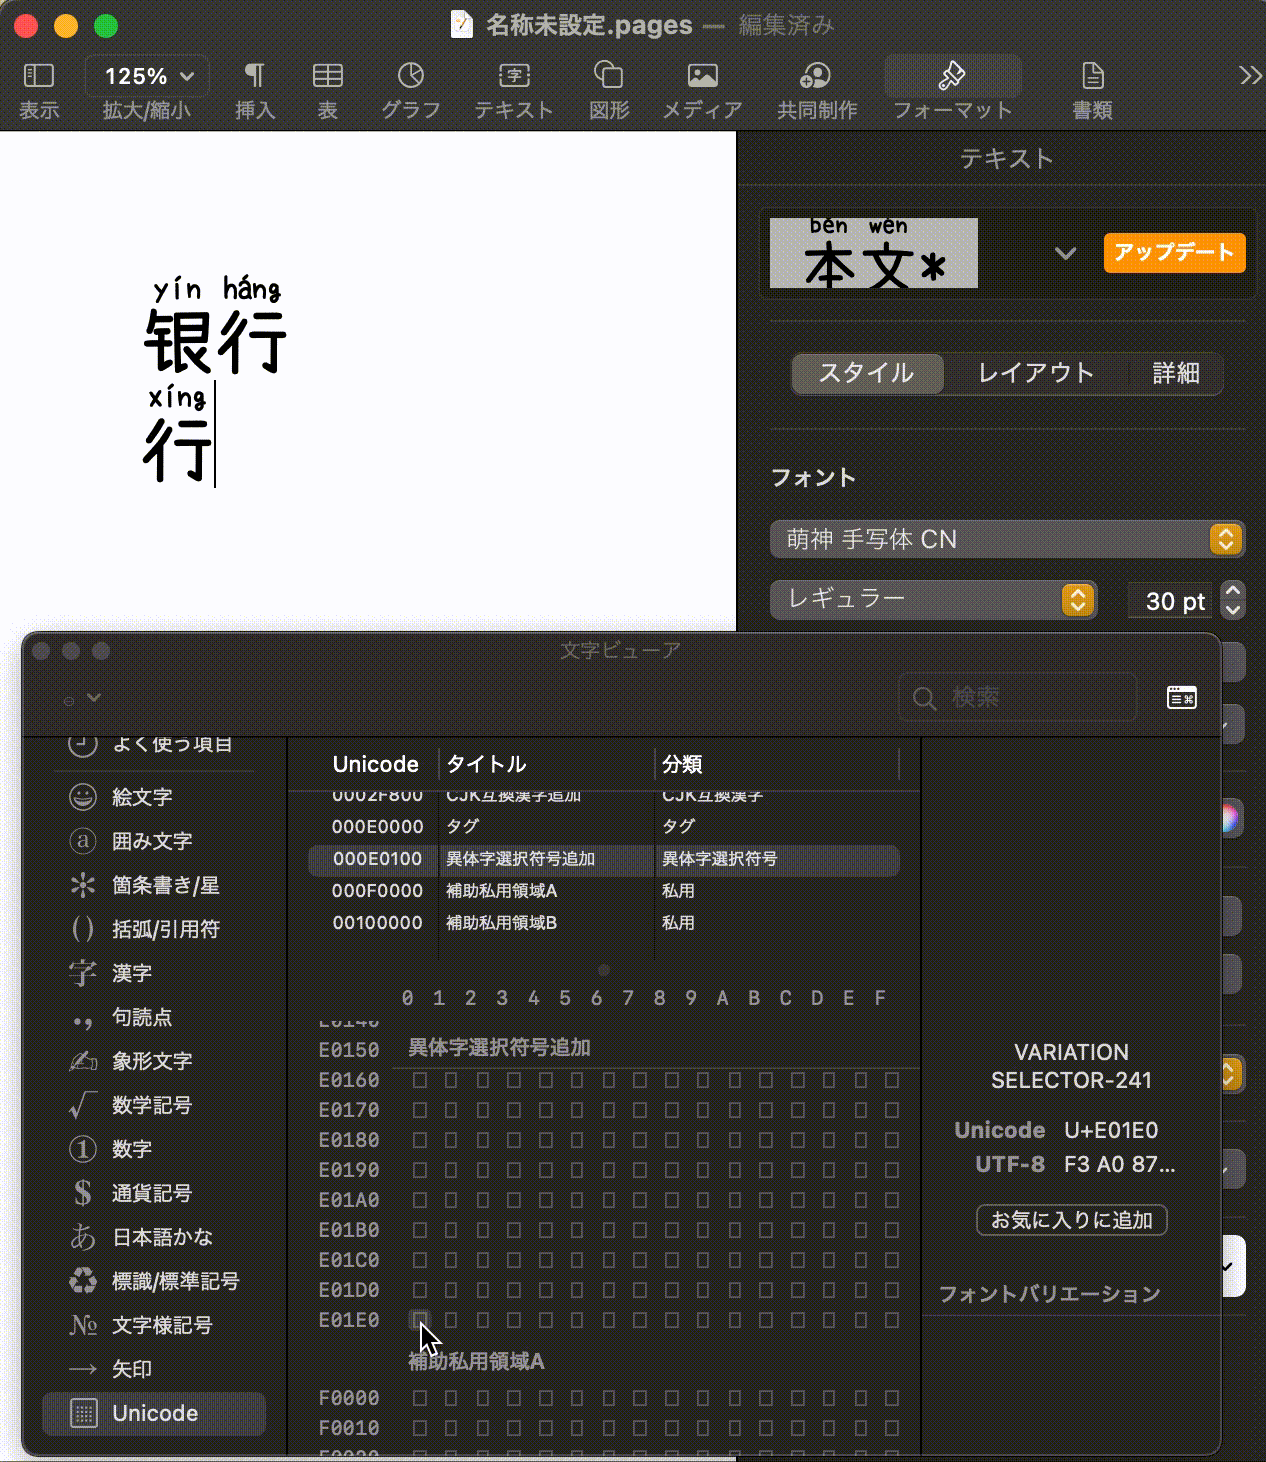 名称未設定.pages — 編集済み
表示
125%
拡大/縮小
挿入
表
グラフ
テキスト
図形
メディア
共同制作
フォーマット
書類
テキスト
běn wén
本文*
アップデート
スタイル
レイアウト
詳細
フォント
萌神 手写体 CN
レギュラー
30 pt
yín háng
银行
xíng
行
文字ビューア
検索
よく使う項目
絵文字
囲み文字
箇条書き/星
括弧/引用符
漢字
句読点
象形文字
数学記号
数字
通貨記号
日本語かな
標識/標準記号
文字様記号
矢印
Unicode
Unicode タイトル 分類
0002F800 CJK互換漢字追加 CJK互換漢字
000E0000 タグ タグ
000E0100 異体字選択符号追加 異体字選択符号
000F0000 補助私用領域A 私用
00100000 補助私用領域B 私用
0 1 2 3 4 5 6 7 8 9 A B C D E F
E0140
E0150 異体字選択符号追加
E0160
E0170
E0180
E0190
E01A0
E01B0
E01C0
E01D0
E01E0
補助私用領域A
F0000
F0010
F0020
VARIATION
SELECTOR-241
Unicode U+E01E0
UTF-8 F3 A0 87...
お気に入りに追加
フォントバリエーション